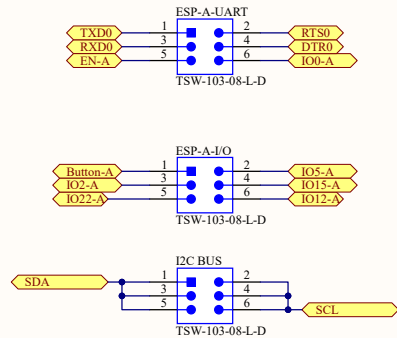 ESP-A-UART
TXD0 1 2 RTS0
RXD0 3 4 DTR0
EN-A 5 6 IO0-A
TSW-103-08-L-D
ESP-A-I/O
Button-A 1 2 IO5-A
IO2-A 3 4 IO15-A
IO22-A 5 6 IO12-A
TSW-103-08-L-D
I2C BUS
SDA 1 2
3 4
5 6 SCL
TSW-103-08-L-D